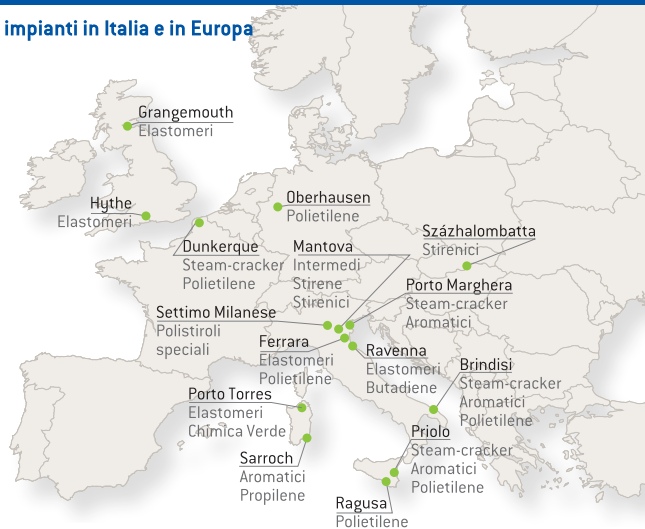 impianti in Italia e in Europa
Grangemouth
Elastomeri
Hythe
Elastomeri
Oberhausen
Polietilene
Dunkerque
Steam-cracker
Polietilene
Mantova
Intermedi
Stirene
Stirenici
Százhalombatta
Stirenici
Porto Marghera
Steam-cracker
Aromatici
Settimo Milanese
Polistiroli
speciali
Ferrara
Elastomeri
Polietilene
Ravenna
Elastomeri
Butadiene
Brindisi
Steam-cracker
Aromatici
Polietilene
Porto Torres
Elastomeri
Chimica Verde
Sarroch
Aromatici
Propilene
Priolo
Steam-cracker
Aromatici
Polietilene
Ragusa
Polietilene